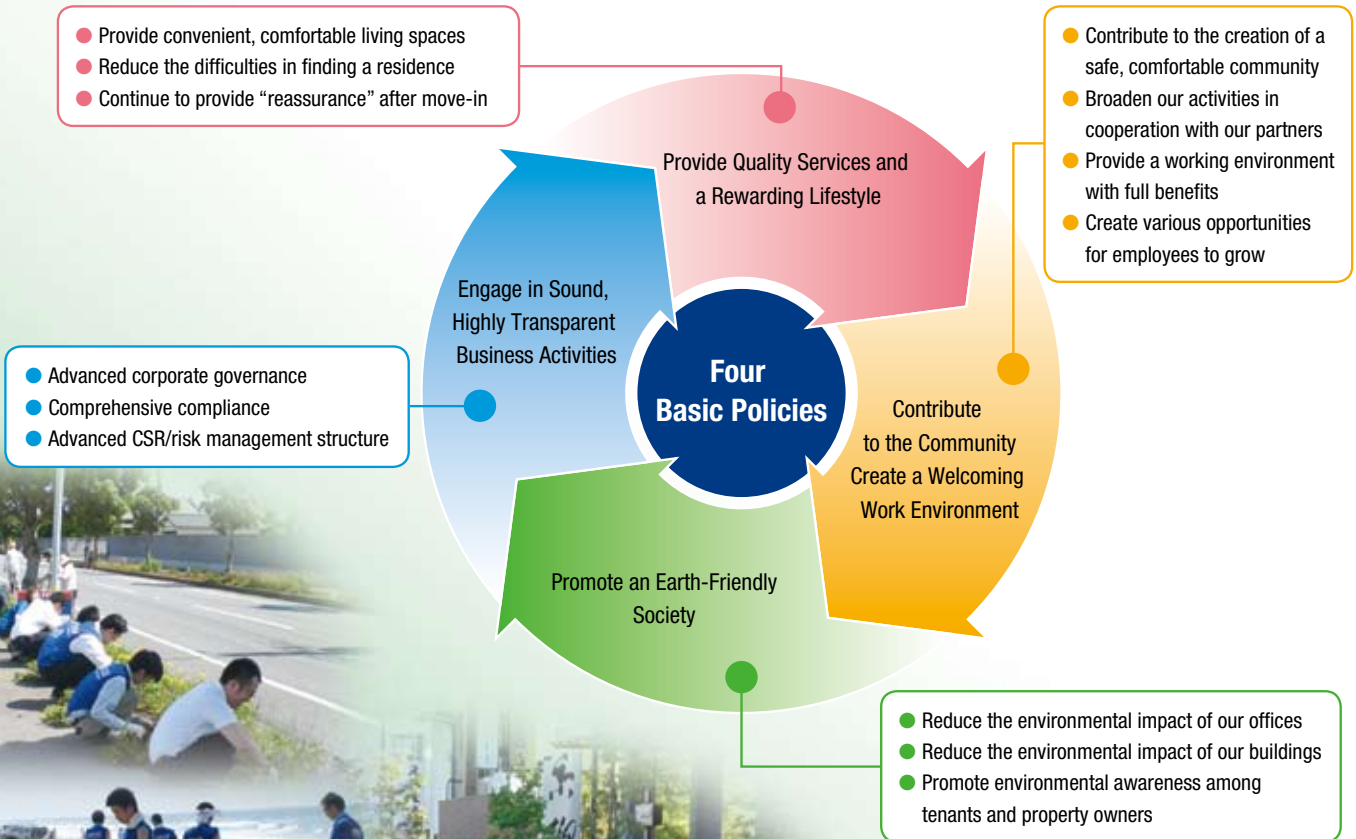 Provide convenient, comfortable living spaces
Reduce the difficulties in finding a residence
Continue to provide “reassurance” after move-in
Contribute to the creation of a
safe, comfortable community
Broaden our activities in
cooperation with our partners
Provide a working environment
with full benefits
Create various opportunities
for employees to grow
Provide Quality Services and
a Rewarding Lifestyle
Engage in Sound,
Highly Transparent
Business Activities
Four
Basic Policies
Advanced corporate governance
Comprehensive compliance
Advanced CSR/risk management structure
Contribute
to the Community
Create a Welcoming
Work Environment
Promote an Earth-Friendly
Society
Reduce the environmental impact of our offices
Reduce the environmental impact of our buildings
Promote environmental awareness among
tenants and property owners